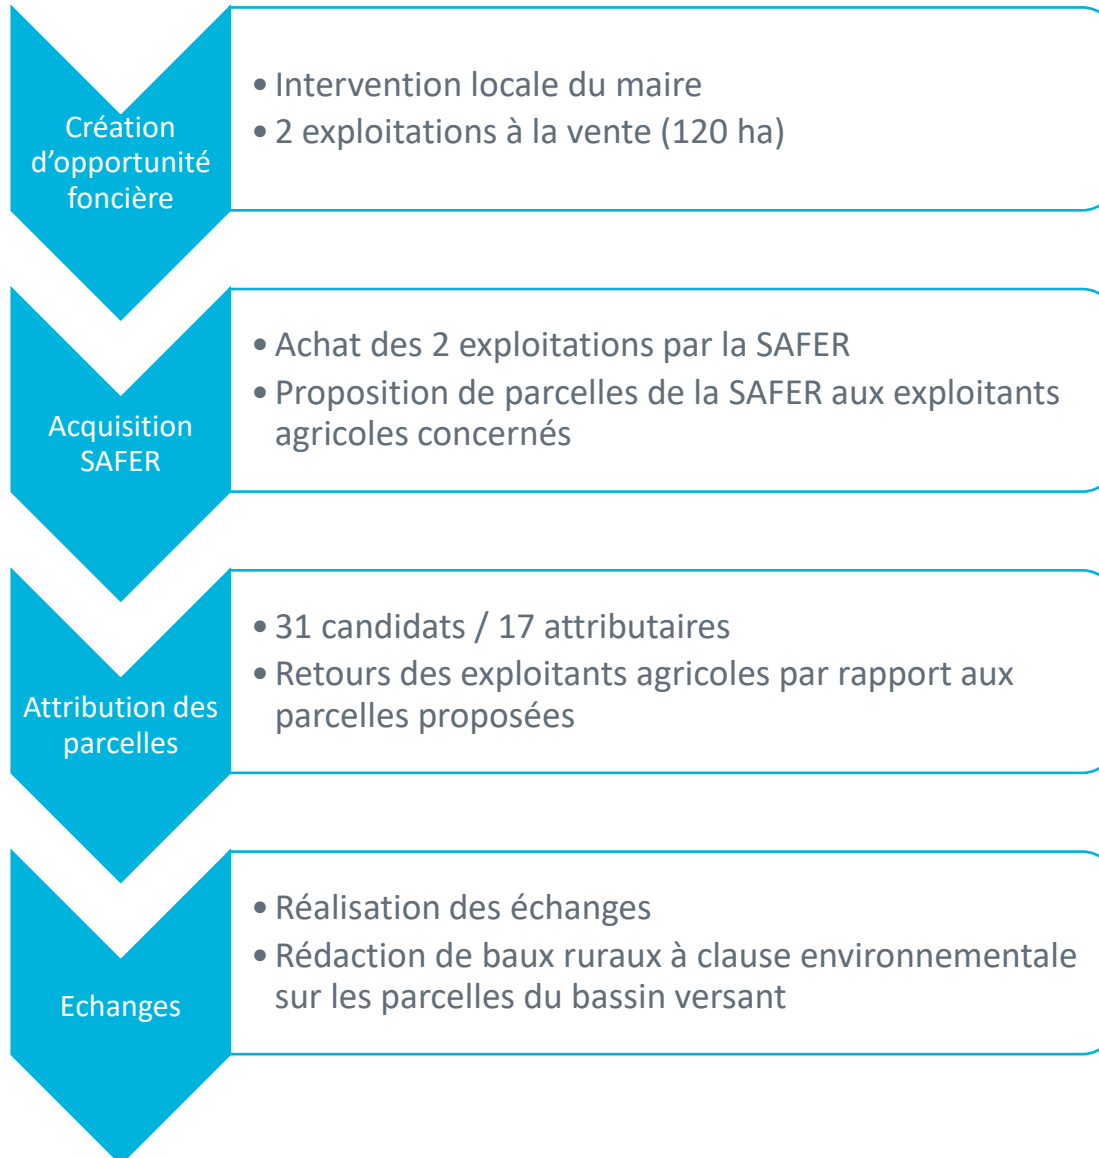 Création
d’opportunité
foncière
• Intervention locale du maire
• 2 exploitations à la vente (120 ha)
Acquisition
SAFER
• Achat des 2 exploitations par la SAFER
• Proposition de parcelles de la SAFER aux exploitants
agricoles concernés
Attribution des
parcelles
• 31 candidats / 17 attributaires
• Retours des exploitants agricoles par rapport aux
parcelles proposées
Echanges
• Réalisation des échanges
• Rédaction de baux ruraux à clause environnementale
sur les parcelles du bassin versant